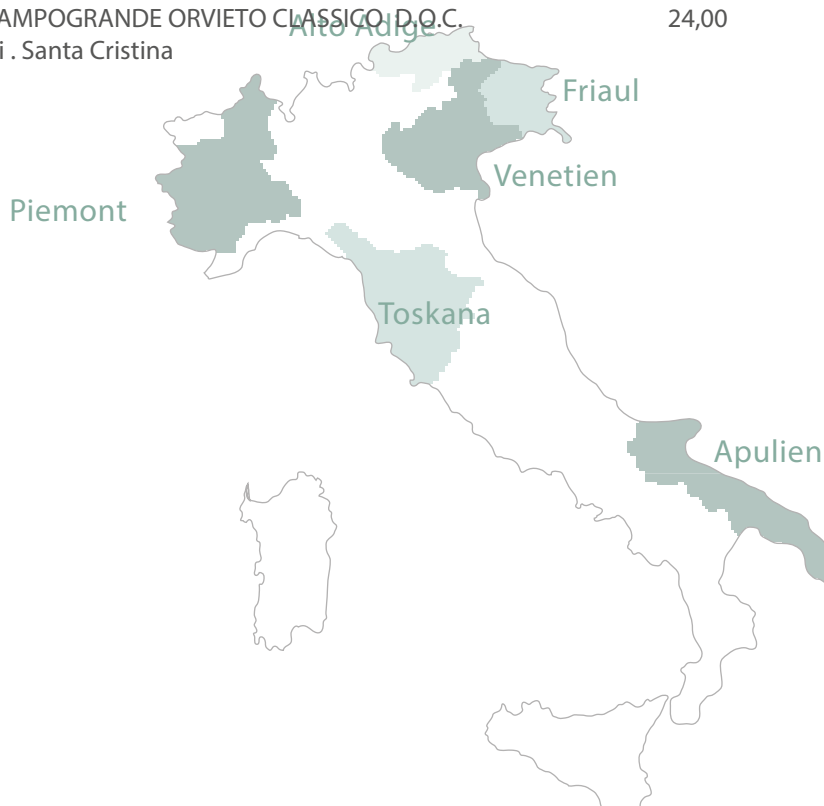 AMPOGRANDE ORVIETO CLASSICO D.O.C. 24,00
Alto Adige
i . Santa Cristina
Friaul
Venetien
Piemont
Toskana
Apulien